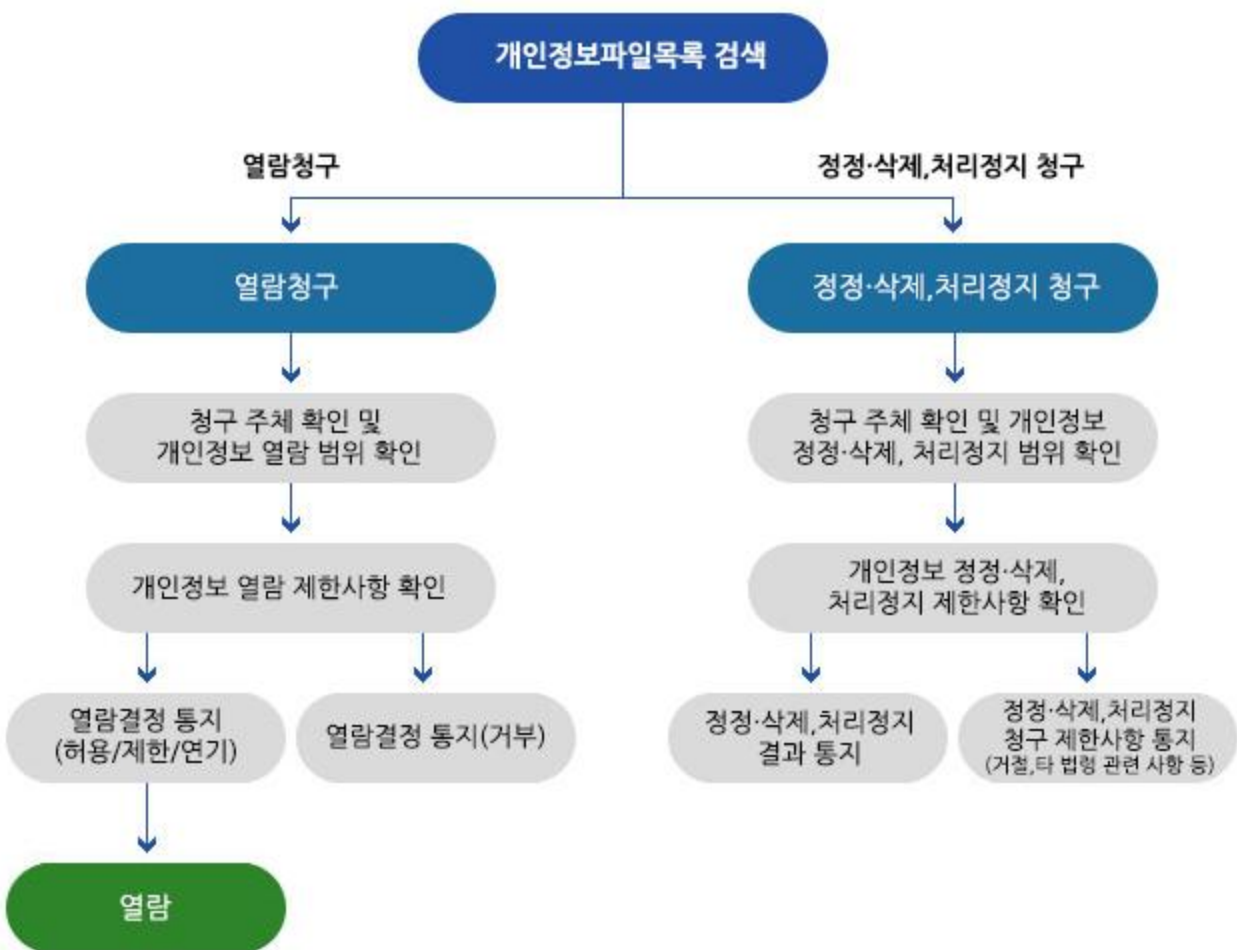 개인정보파일목록 검색
열람청구
정정·삭제,처리정지 청구
열람청구
정정·삭제,처리정지 청구
청구 주체 확인 및
개인정보 열람 범위 확인
청구 주체 확인 및 개인정보
정정·삭제, 처리정지 범위 확인
개인정보 열람 제한사항 확인
개인정보 정정·삭제,
처리정지 제한사항 확인
열람결정 통지
(허용/제한/연기)
열람결정 통지(거부)
정정·삭제,처리정지
결과 통지
정정·삭제,처리정지
청구 제한사항 통지
(거절,타 법령 관련 사항 등)
열람